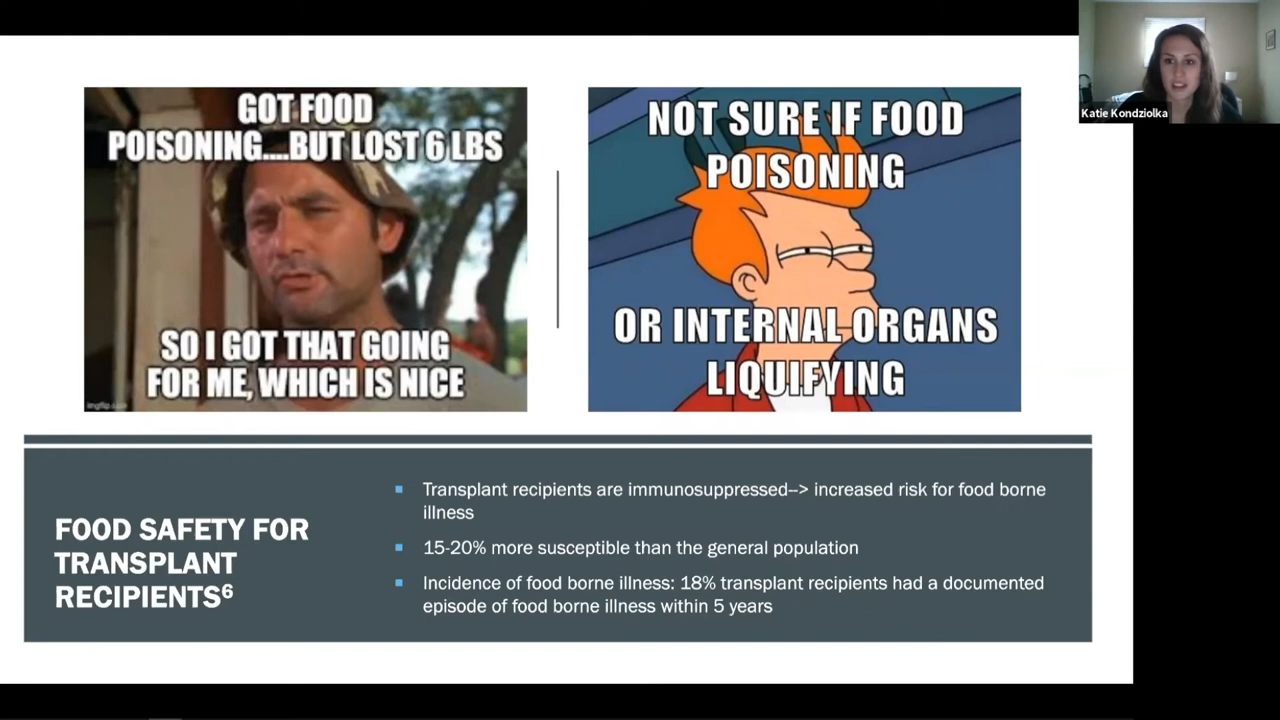 GOT FOOD
POISONING....BUT LOST 6 LBS
SO I GOT THAT GOING
FOR ME, WHICH IS NICE
imgflip.com
NOT SURE IF FOOD
POISONING
OR INTERNAL ORGANS
LIQUIFYING
Katie Kondziolka
FOOD SAFETY FOR
TRANSPLANT
RECIPIENTS⁶
▪ Transplant recipients are immunosuppressed--> increased risk for food borne
illness
▪ 15-20% more susceptible than the general population
▪ Incidence of food borne illness: 18% transplant recipients had a documented
episode of food borne illness within 5 years